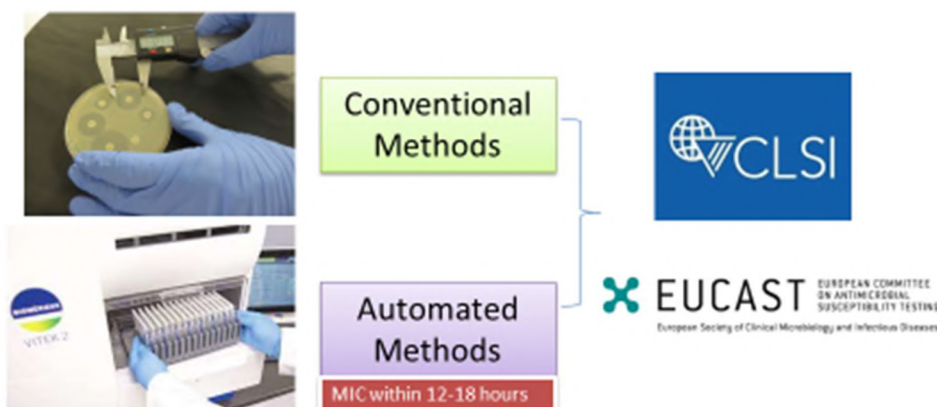 Conventional
Methods
CLSI
BIOMÉRIEUX
VITEK 2
Automated
Methods
MIC within 12-18 hours
EUCAST
EUROPEAN COMMITTEE
ON ANTIMICROBIAL
SUSCEPTIBILITY TESTING
European Society of Clinical Microbiology and Infectious Diseases